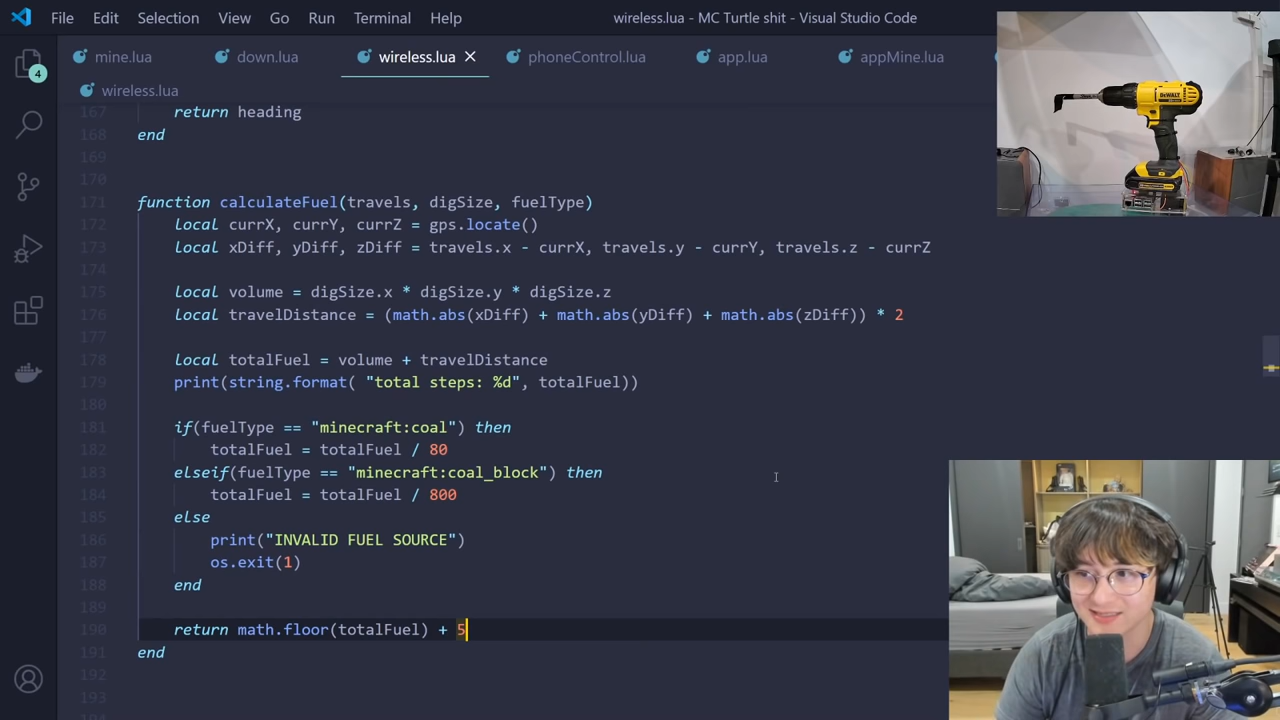 File Edit Selection View Go Run Terminal Help
wireless.lua - MC Turtle shit - Visual Studio Code
mine.lua down.lua wireless.lua phoneControl.lua app.lua appMine.lua
4
wireless.lua
167 return heading
168 end
169
170
171 function calculateFuel(travels, digSize, fuelType)
172 local currX, currY, currZ = gps.locate()
173 local xDiff, yDiff, zDiff = travels.x - currX, travels.y - currY, travels.z - currZ
174
175 local volume = digSize.x * digSize.y * digSize.z
176 local travelDistance = (math.abs(xDiff) + math.abs(yDiff) + math.abs(zDiff)) * 2
177
178 local totalFuel = volume + travelDistance
179 print(string.format( "total steps: %d", totalFuel))
180
181 if(fuelType == "minecraft:coal") then
182 totalFuel = totalFuel / 80
183 elseif(fuelType == "minecraft:coal_block") then
184 totalFuel = totalFuel / 800
185 else
186 print("INVALID FUEL SOURCE")
187 os.exit(1)
188 end
189
190 return math.floor(totalFuel) + 5
191 end
192
193
DEWALT